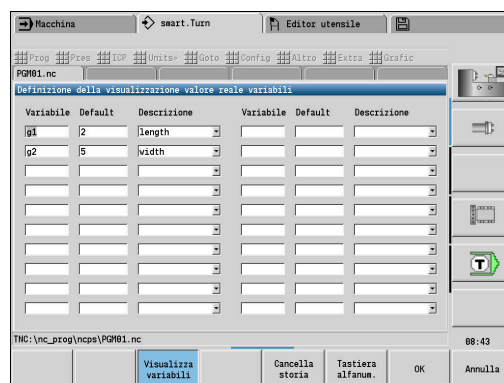 Macchina smart.Turn Editor utensile
Prog Pres ICP Units» Goto Config Altro Extra Grafic
PGM01.nc
Definizione della visualizzazione valore reale variabili
Variabile Default Descrizione Variabile Default Descrizione
g1 2 length
g2 5 width
T
TNC:\nc_prog\ncps\PGM01.nc
08:43
Visualizza variabili Cancella storia Tastiera alfanum. OK Annulla